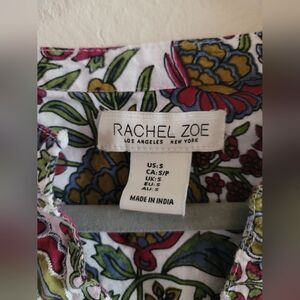 RACHEL ZOE
LOS ANGELES NEW YORK
US:S
CA:S/P
UK:S
EU:S
AU:S
MADE IN INDIA